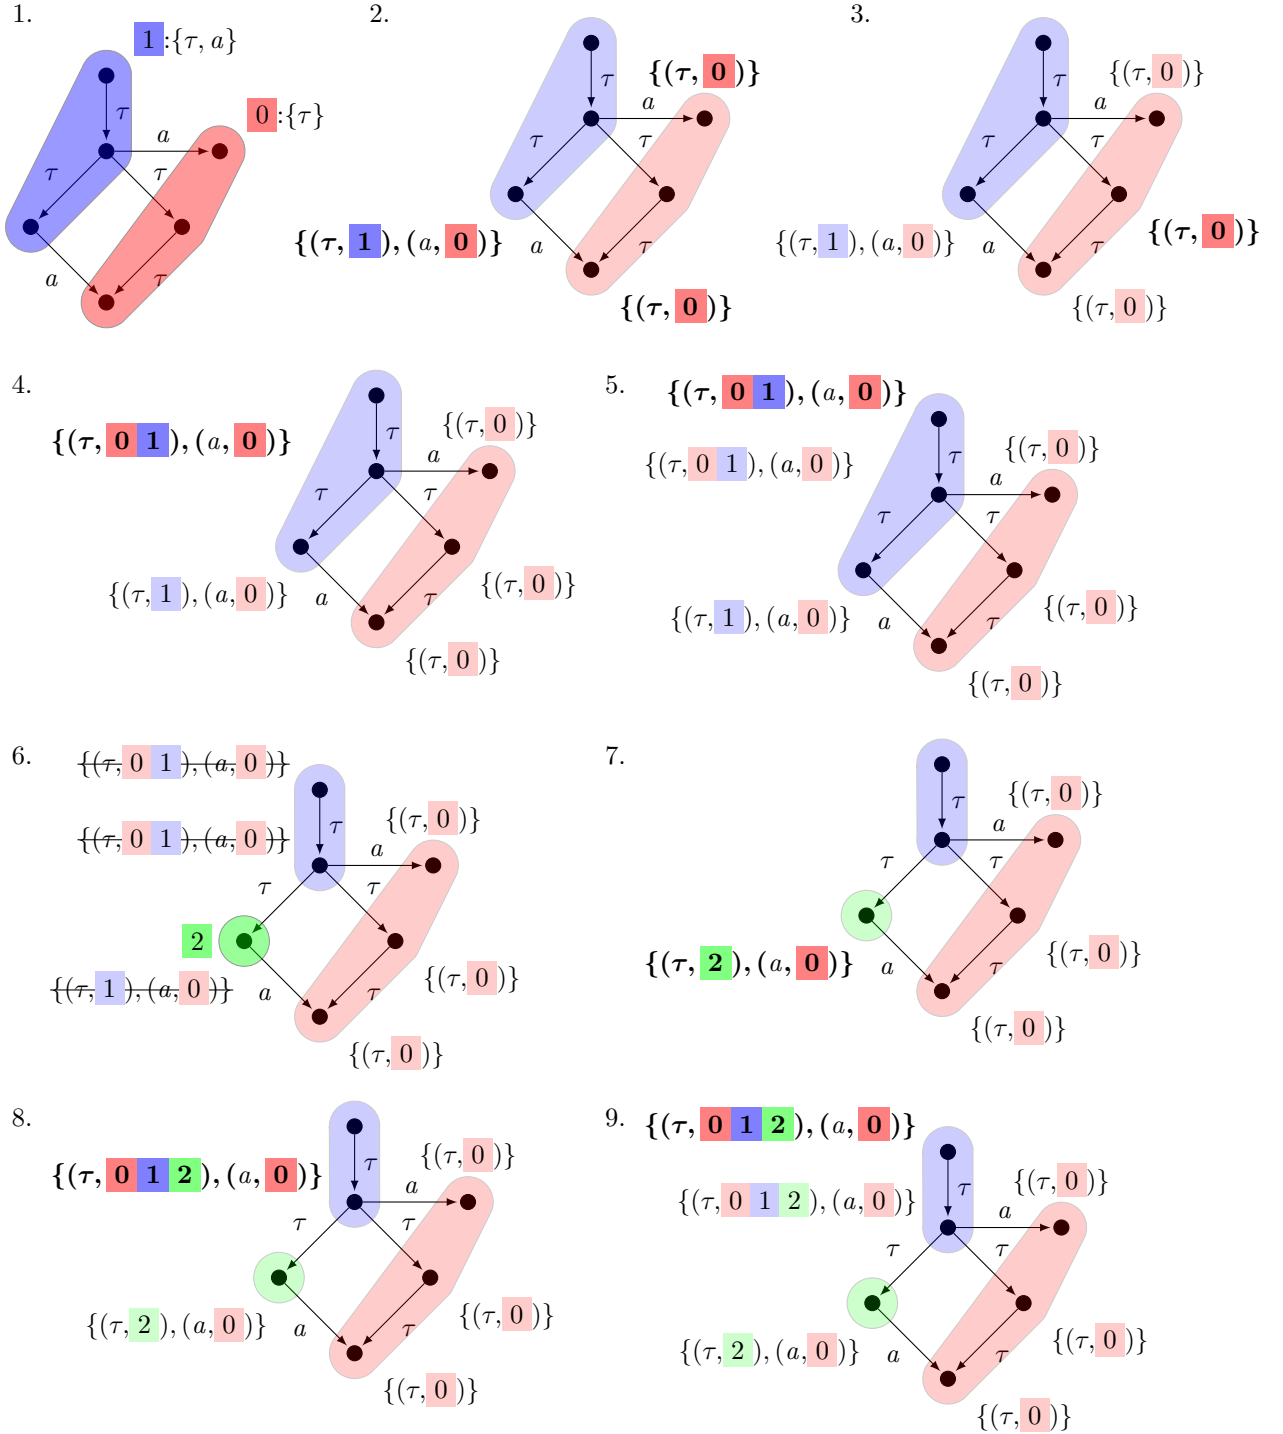 1.
1 :{τ, a}
τ
0 :{τ}
a
τ
τ
a
τ
2.
{(τ, 0 )}
τ
a
τ
τ
{(τ, 1 ), (a, 0 )}
a
τ
{(τ, 0 )}
3.
{(τ, 0 )}
τ
a
τ
τ
{(τ, 1 ), (a, 0 )}
a
τ
{(τ, 0 )}
{(τ, 0 )}
4.
{(τ, 0 1 ), (a, 0 )}
{(τ, 0 )}
τ
a
τ
τ
{(τ, 1 ), (a, 0 )}
a
τ
{(τ, 0 )}
{(τ, 0 )}
5.
{(τ, 0 1 ), (a, 0 )}
{(τ, 0 1 ), (a, 0 )}
{(τ, 0 )}
τ
a
τ
τ
{(τ, 1 ), (a, 0 )}
a
τ
{(τ, 0 )}
{(τ, 0 )}
6.
{(τ, 0 1 ), (a, 0 )}
{(τ, 0 1 ), (a, 0 )}
{(τ, 0 )}
τ
a
τ
τ
2
{(τ, 1 ), (a, 0 )}
a
τ
{(τ, 0 )}
{(τ, 0 )}
7.
{(τ, 0 )}
τ
a
τ
τ
{(τ, 2 ), (a, 0 )}
a
τ
{(τ, 0 )}
{(τ, 0 )}
8.
{(τ, 0 1 2 ), (a, 0 )}
{(τ, 0 )}
τ
a
τ
τ
{(τ, 2 ), (a, 0 )}
a
τ
{(τ, 0 )}
{(τ, 0 )}
9.
{(τ, 0 1 2 ), (a, 0 )}
{(τ, 0 1 2 ), (a, 0 )}
{(τ, 0 )}
τ
a
τ
τ
{(τ, 2 ), (a, 0 )}
a
τ
{(τ, 0 )}
{(τ, 0 )}